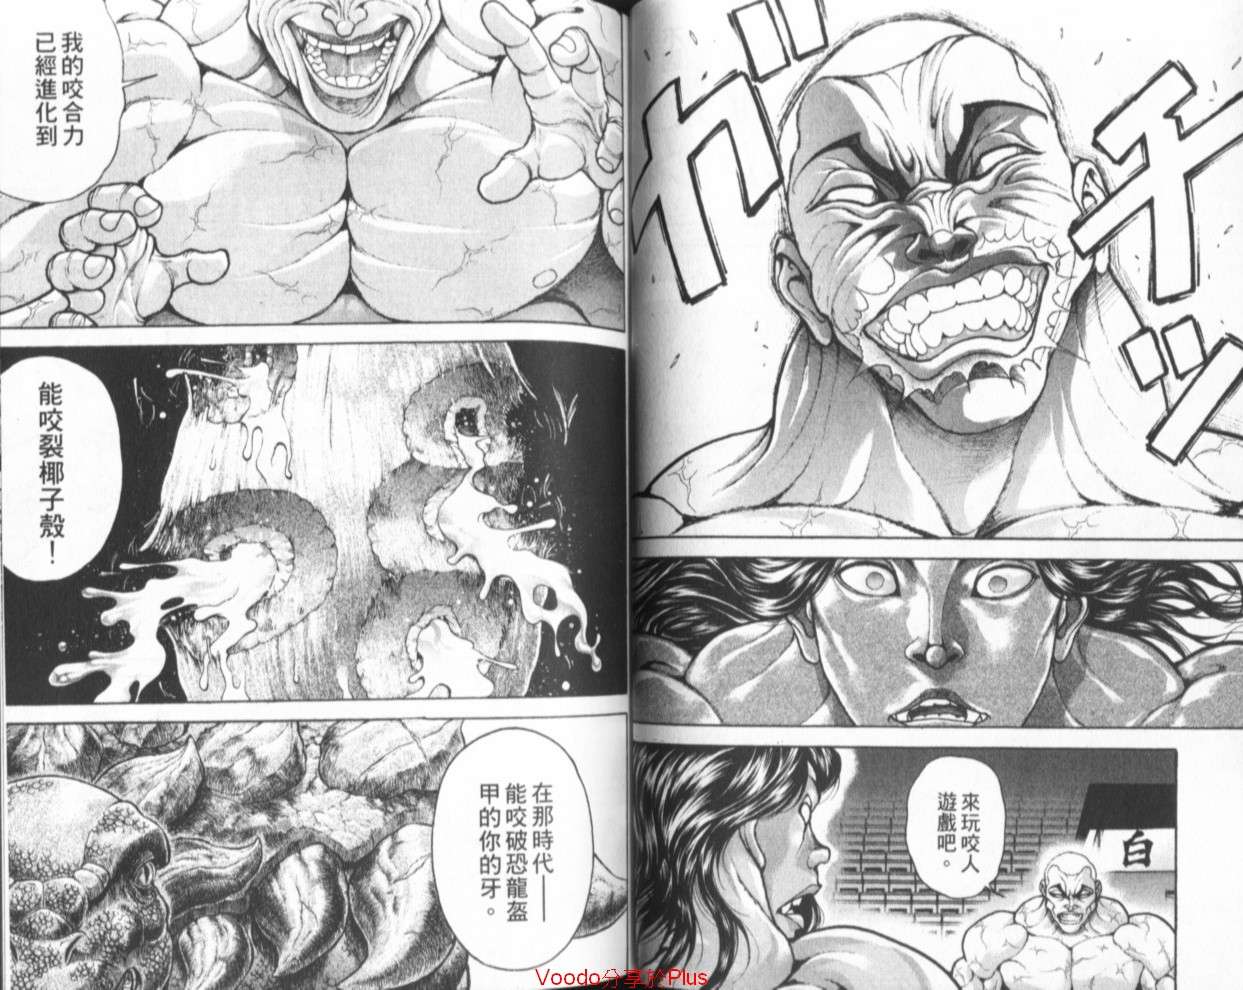 ガ
チ
ッ
來玩咬人
遊戲吧。
白
我的咬合力
已經進化到
能咬裂椰子殼！
在那時代——
能咬破恐龍盔
甲的你的牙。
Voodo分享於Plus